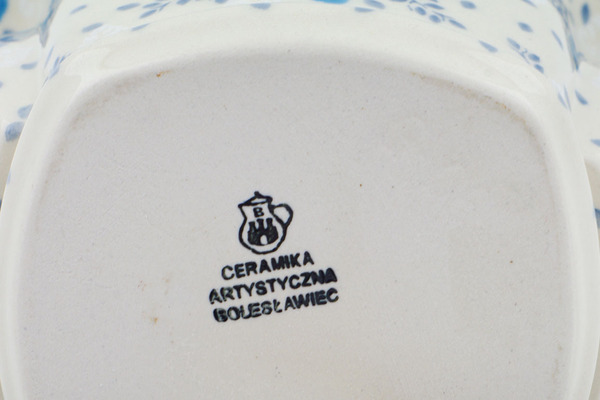 B
CERAMIKA
ARTYSTYCZNA
BOLESŁAWIEC